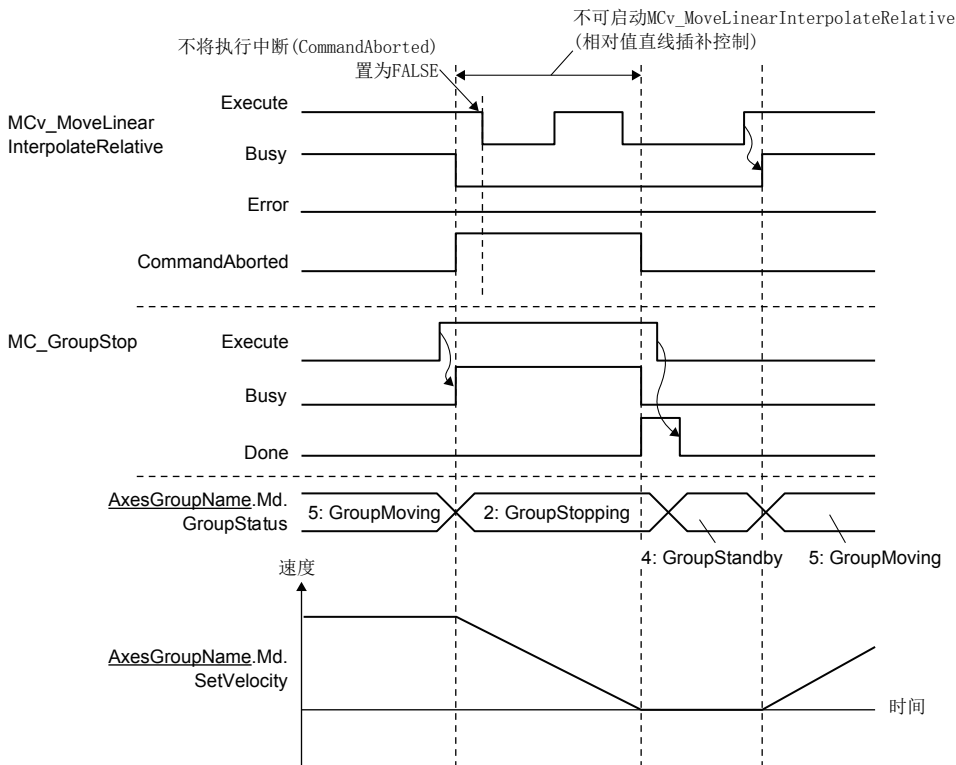 不可启动MCv_MoveLinearInterpolateRelative
(相对值直线插补控制)
不将执行中断(CommandAborted)
置为FALSE
MCv_MoveLinear
InterpolateRelative
Execute
Busy
Error
CommandAborted
MC_GroupStop
Execute
Busy
Done
AxesGroupName.Md.
GroupStatus
5: GroupMoving
2: GroupStopping
4: GroupStandby
5: GroupMoving
速度
AxesGroupName.Md.
SetVelocity
时间